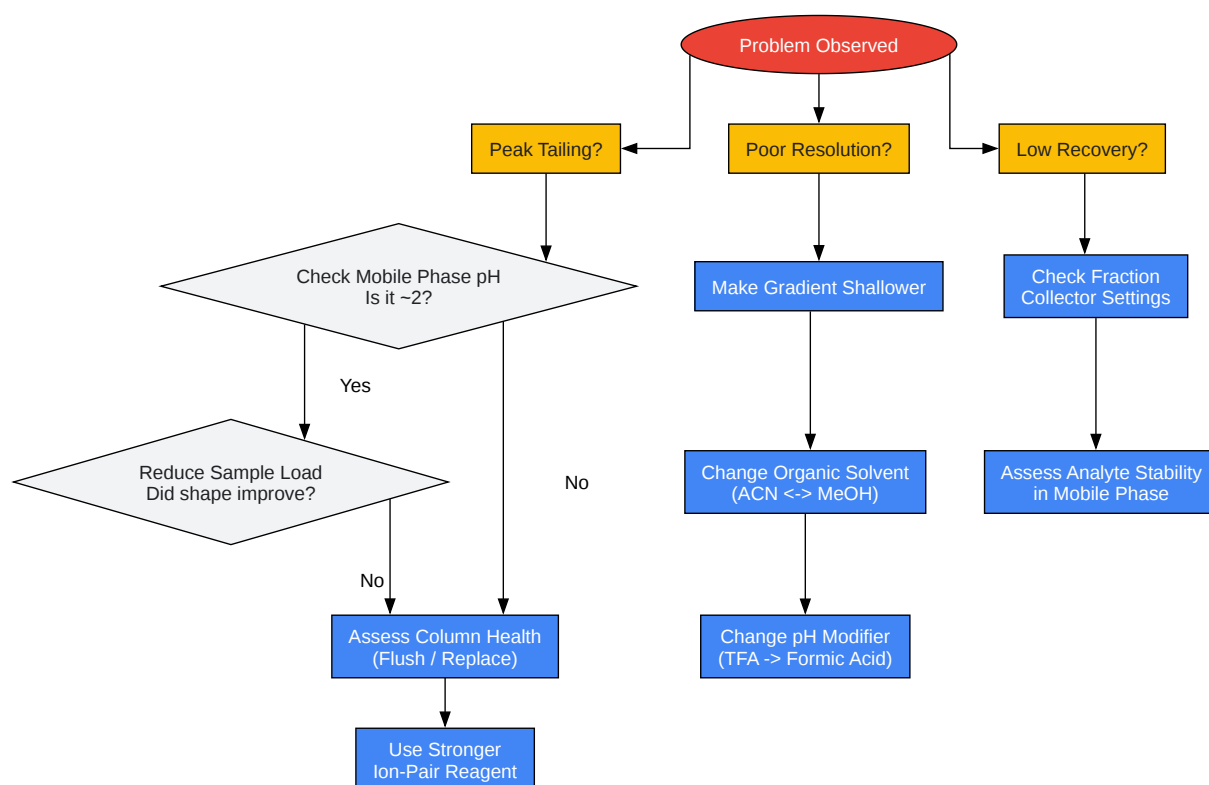 Problem Observed
Peak Tailing?
Poor Resolution?
Low Recovery?
Check Mobile Phase pH
Is it ~2?
Make Gradient Shallower
Check Fraction
Collector Settings
Yes
Reduce Sample Load
Did shape improve?
No
Change Organic Solvent
(ACN <-> MeOH)
Assess Analyte Stability
in Mobile Phase
No
Assess Column Health
(Flush / Replace)
Change pH Modifier
(TFA -> Formic Acid)
Use Stronger
Ion-Pair Reagent